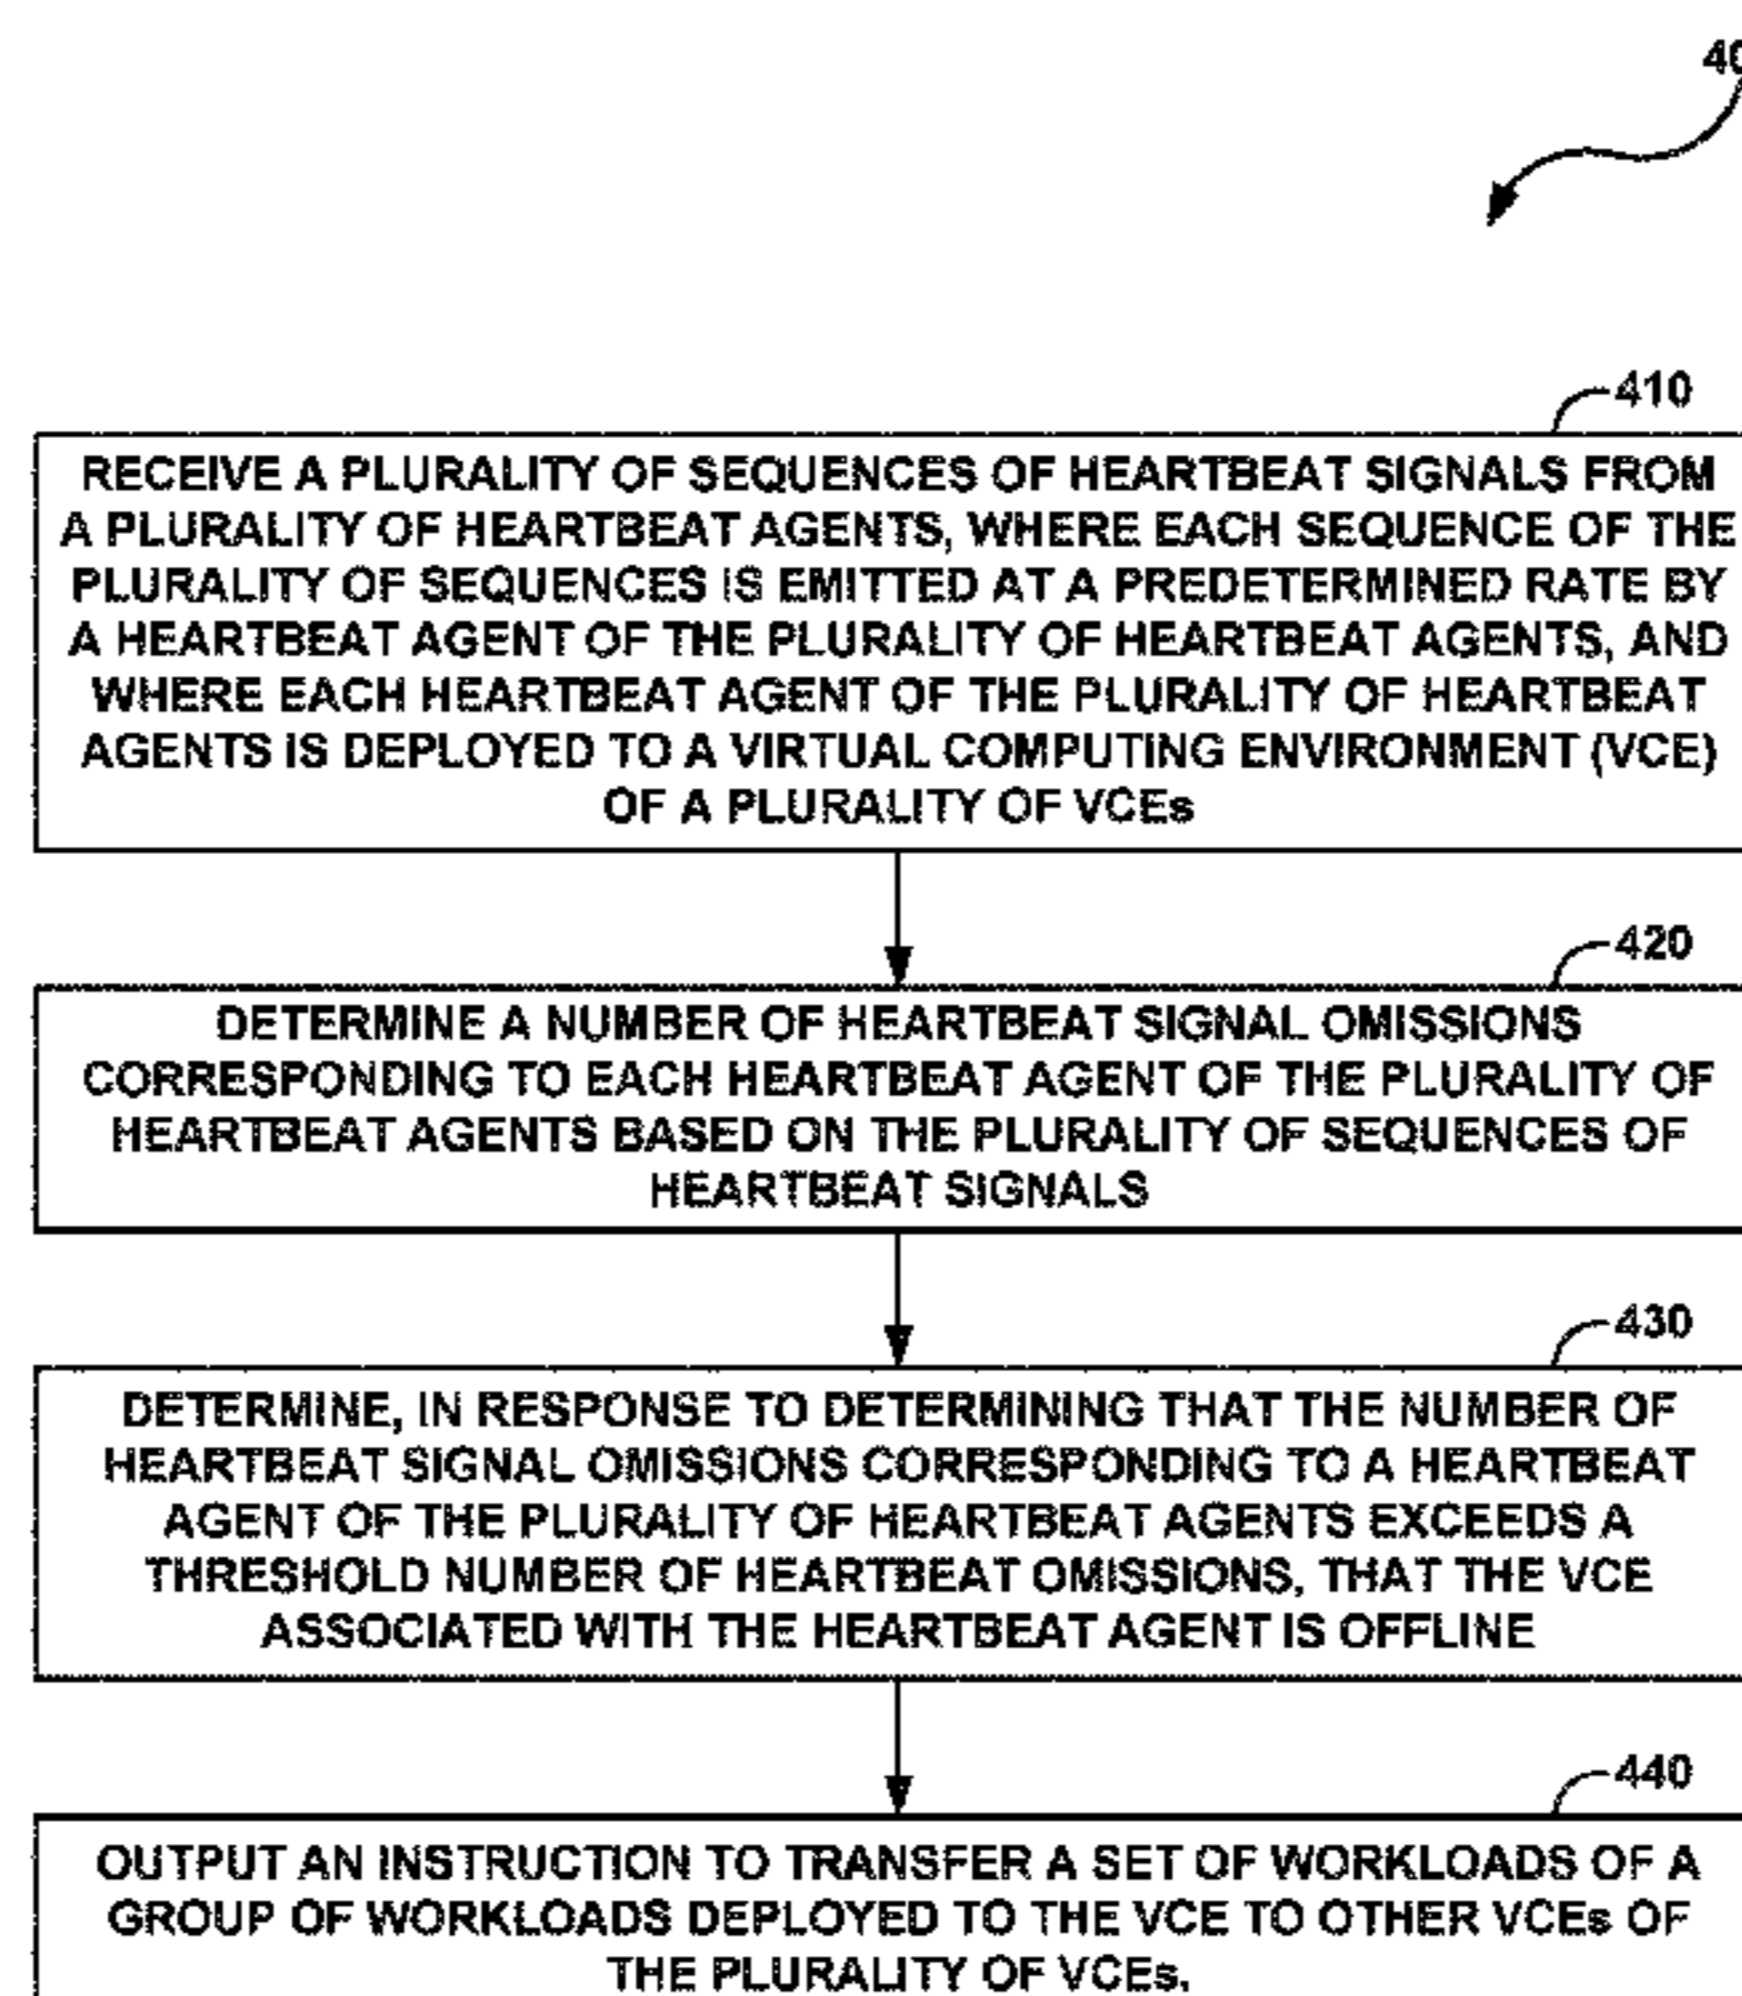 410
RECEIVE A PLURALITY OF SEQUENCES OF HEARTBEAT SIGNALS FROM
A PLURALITY OF HEARTBEAT AGENTS, WHERE EACH SEQUENCE OF THE
PLURALITY OF SEQUENCES IS EMITTED AT A PREDETERMINED RATE BY
A HEARTBEAT AGENT OF THE PLURALITY OF HEARTBEAT AGENTS, AND
WHERE EACH HEARTBEAT AGENT OF THE PLURALITY OF HEARTBEAT
AGENTS IS DEPLOYED TO A VIRTUAL COMPUTING ENVIRONMENT (VCE)
OF A PLURALITY OF VCEs
420
DETERMINE A NUMBER OF HEARTBEAT SIGNAL OMISSIONS
CORRESPONDING TO EACH HEARTBEAT AGENT OF THE PLURALITY OF
HEARTBEAT AGENTS BASED ON THE PLURALITY OF SEQUENCES OF
HEARTBEAT SIGNALS
430
DETERMINE, IN RESPONSE TO DETERMINING THAT THE NUMBER OF
HEARTBEAT SIGNAL OMISSIONS CORRESPONDING TO A HEARTBEAT
AGENT OF THE PLURALITY OF HEARTBEAT AGENTS EXCEEDS A
THRESHOLD NUMBER OF HEARTBEAT OMISSIONS, THAT THE VCE
ASSOCIATED WITH THE HEARTBEAT AGENT IS OFFLINE
440
OUTPUT AN INSTRUCTION TO TRANSFER A SET OF WORKLOADS OF A
GROUP OF WORKLOADS DEPLOYED TO THE VCE TO OTHER VCEs OF
THE PLURALITY OF VCEs.